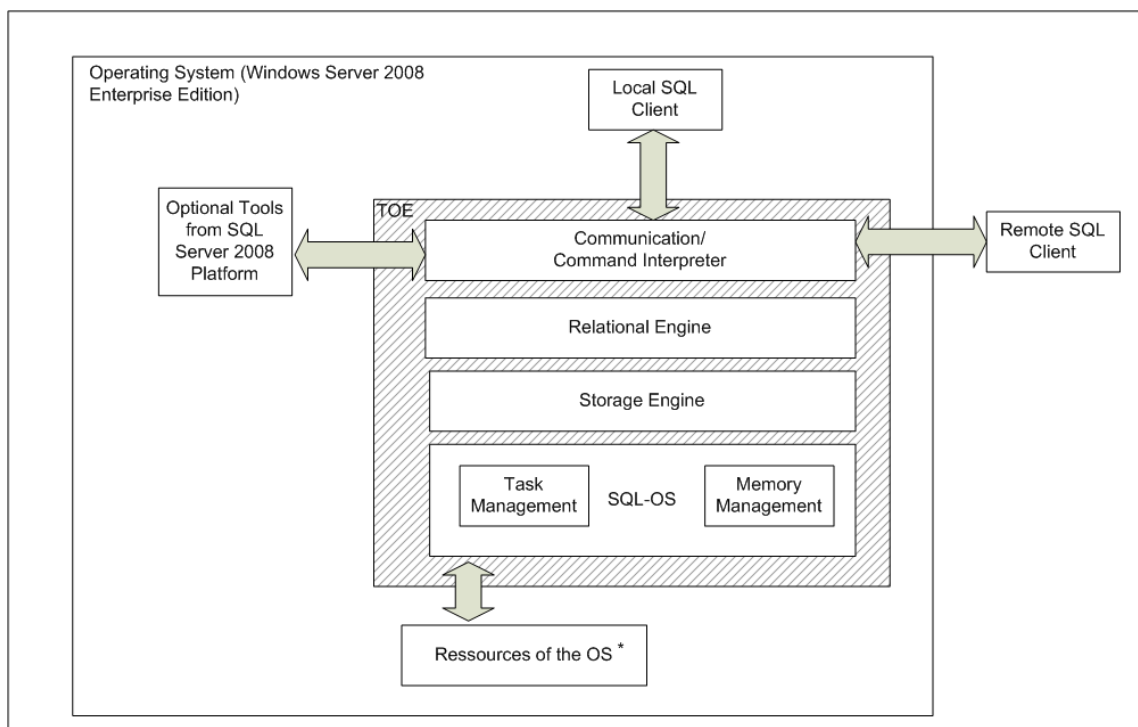 Operating System (Windows Server 2008
Enterprise Edition)
Local SQL
Client
Optional Tools
from SQL
Server 2008
Platform
TOE
Communication/
Command Interpreter
Remote SQL
Client
Relational Engine
Storage Engine
Task
Management
SQL-OS
Memory
Management
Ressources of the OS *